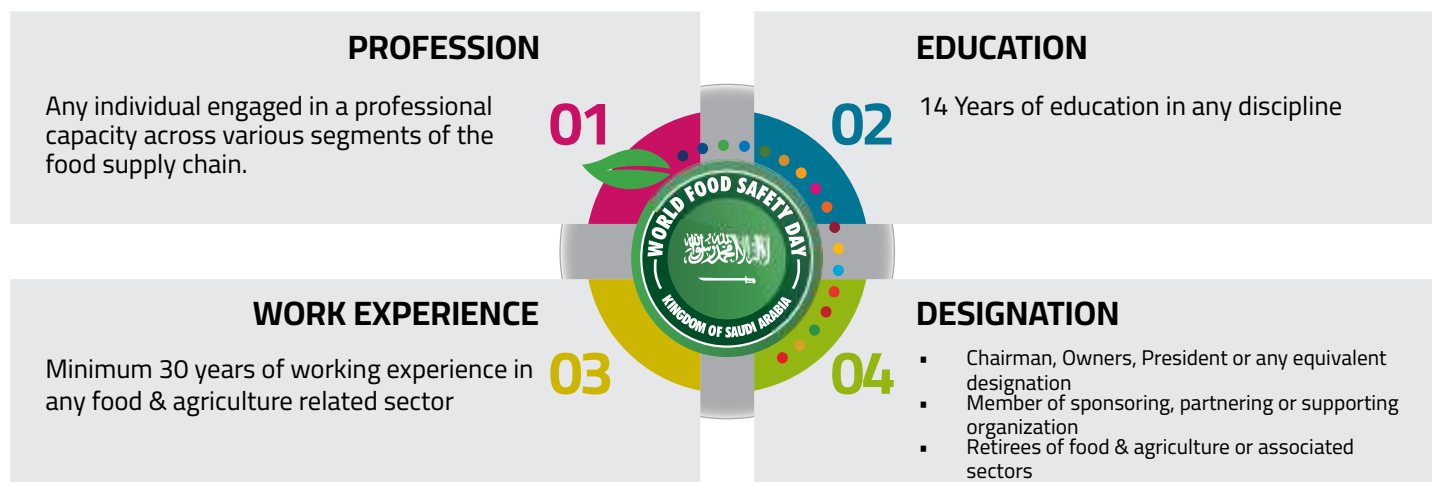 PROFESSION
Any individual engaged in a professional
capacity across various segments of the
food supply chain.
01
EDUCATION
14 Years of education in any discipline
02
WORLD FOOD SAFETY DAY
KINGDOM OF SAUDI ARABIA
WORK EXPERIENCE
Minimum 30 years of working experience in
any food & agriculture related sector
03
DESIGNATION
▪ Chairman, Owners, President or any equivalent
designation
▪ Member of sponsoring, partnering or supporting
organization
▪ Retirees of food & agriculture or associated
sectors
04